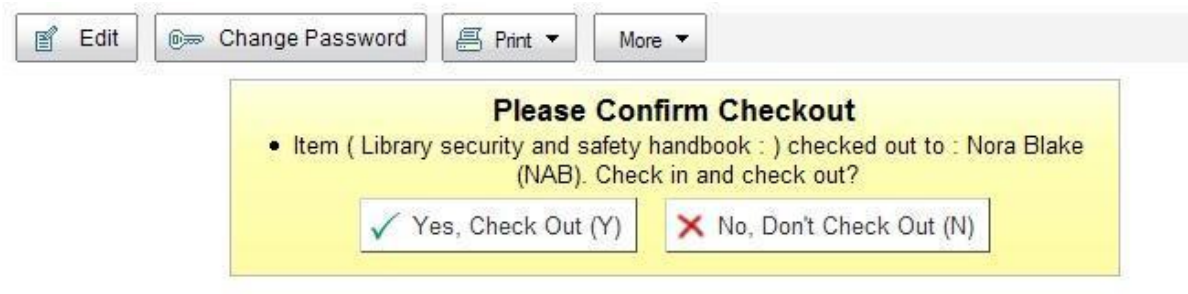 Edit Change Password Print More
Please Confirm Checkout
• Item ( Library security and safety handbook : ) checked out to : Nora Blake
(NAB). Check in and check out?
Yes, Check Out (Y) No, Don't Check Out (N)